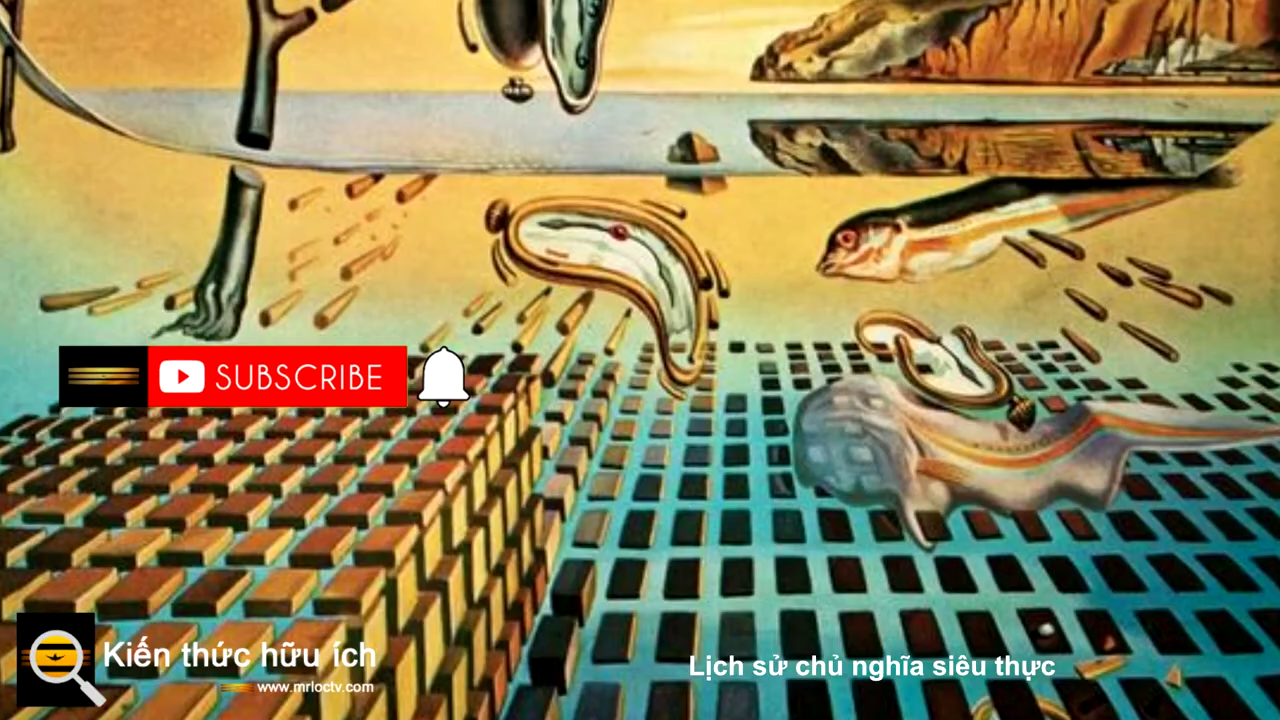 SUBSCRIBE
Kiến thức hữu ích
www.mrloctv.com
Lịch sử chủ nghĩa siêu thực